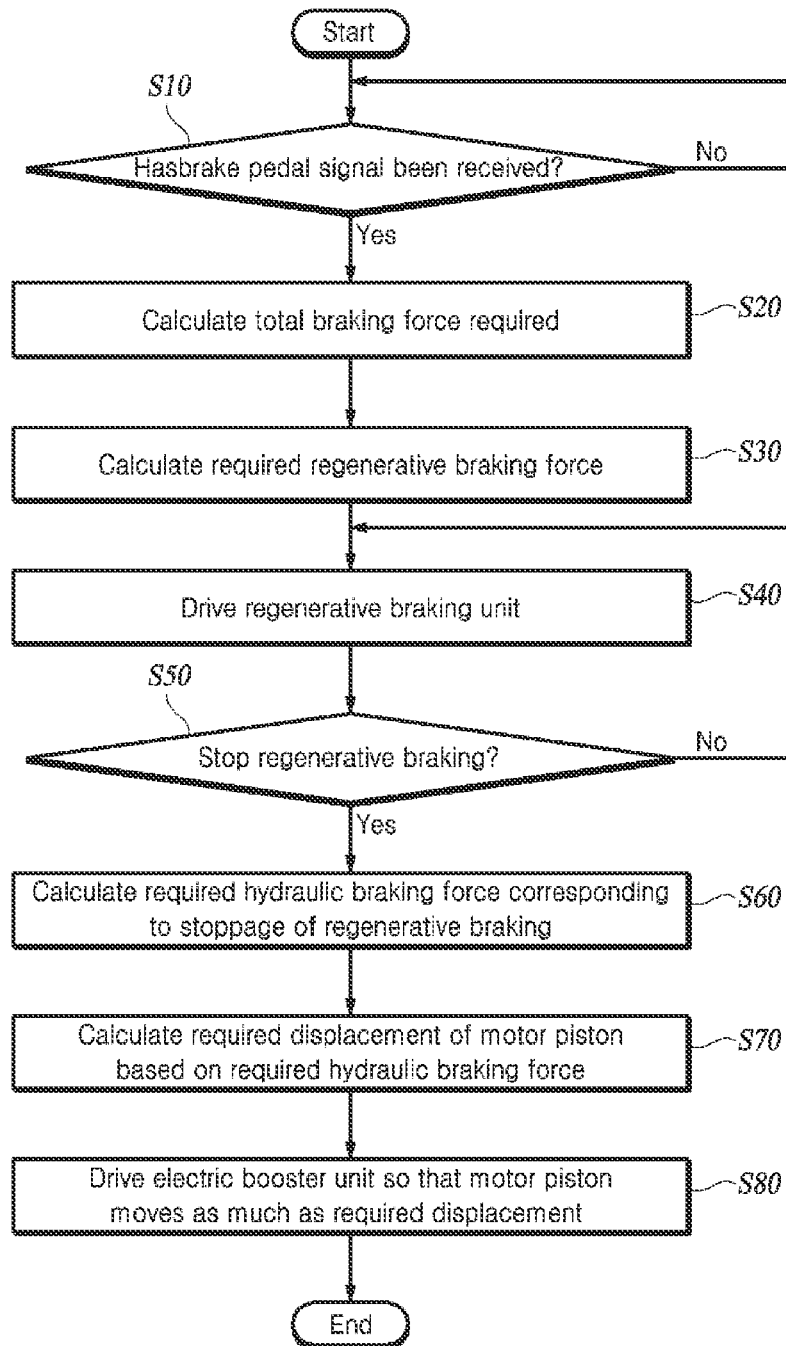 Start
S10
Hasbrake pedal signal been received?
No
Yes
Calculate total braking force required
S20
Calculate required regenerative braking force
S30
Drive regenerative braking unit
S40
S50
Stop regenerative braking?
No
Yes
Calculate required hydraulic braking force corresponding
to stoppage of regenerative braking
S60
Calculate required displacement of motor piston
based on required hydraulic braking force
S70
Drive electric booster unit so that motor piston
moves as much as required displacement
S80
End